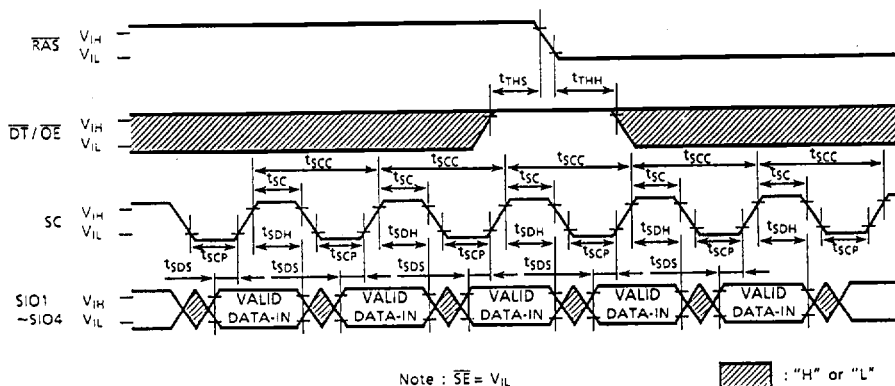 RAS VIH
VIL
tTHS tTHH
DT/OE VIH
VIL
tSCC tSCC tSCC tSCC tSCC
tSC tSC tSC tSC tSC
SC VIH
VIL
tSDH tSDH tSDH tSDH tSDH
tSCP tSCP tSCP tSCP tSCP tSCP
tSDS tSDS tSDS tSDS tSDS
SIO1 VIH
~SIO4 VIL
VALID DATA-IN
VALID DATA-IN
VALID DATA-IN
VALID DATA-IN
VALID DATA-IN
Note : SE = VIL
: "H" or "L"